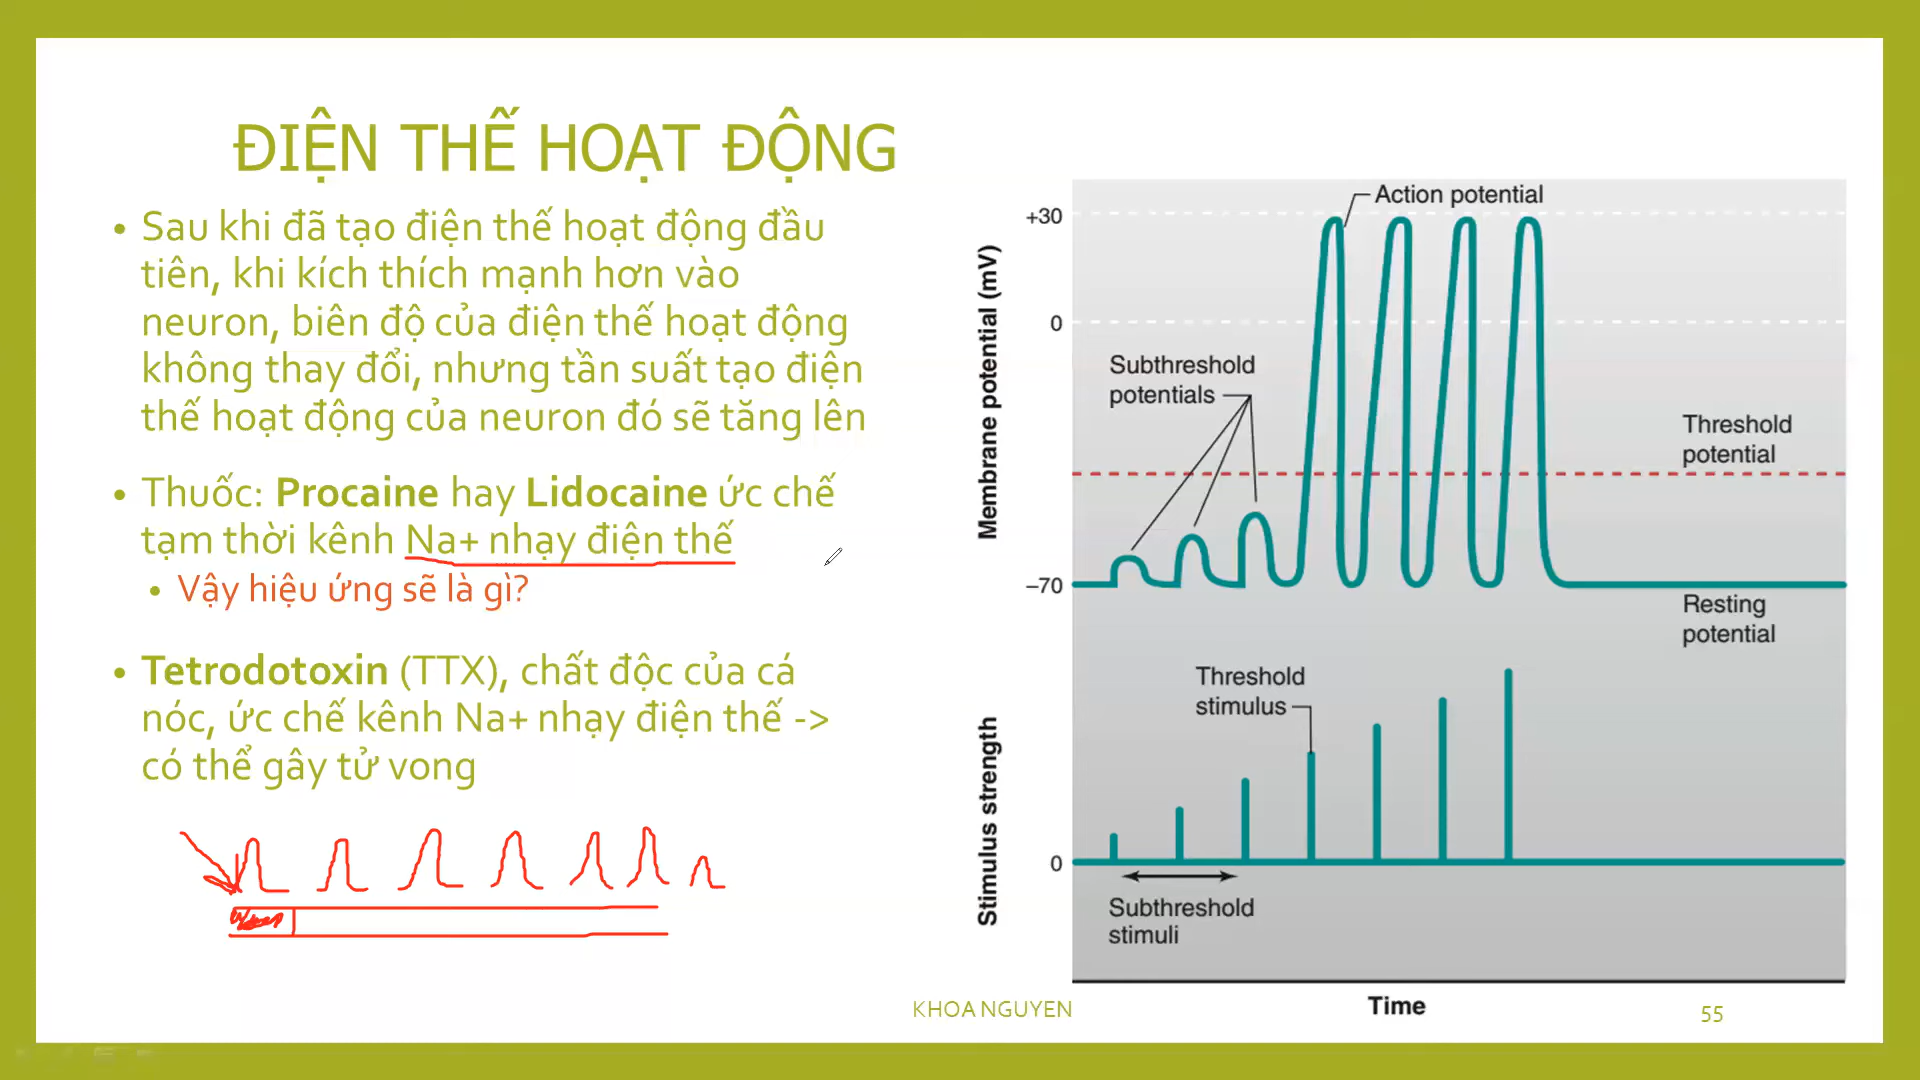 ĐIỆN THẾ HOẠT ĐỘNG
• Sau khi đã tạo điện thế hoạt động đầu
tiên, khi kích thích mạnh hơn vào
neuron, biên độ của điện thế hoạt động
không thay đổi, nhưng tần suất tạo điện
thế hoạt động của neuron đó sẽ tăng lên
• Thuốc: Procaine hay Lidocaine ức chế
tạm thời kênh Na+ nhạy điện thế
• Vậy hiệu ứng sẽ là gì?
• Tetrodotoxin (TTX), chất độc của cá
nóc, ức chế kênh Na+ nhạy điện thế ->
có thể gây tử vong
Membrane potential (mV)
+30
0
–70
Action potential
Subthreshold
potentials
Threshold
potential
Resting
potential
Stimulus strength
0
Threshold
stimulus
Subthreshold
stimuli
Time
KHOA NGUYEN
55